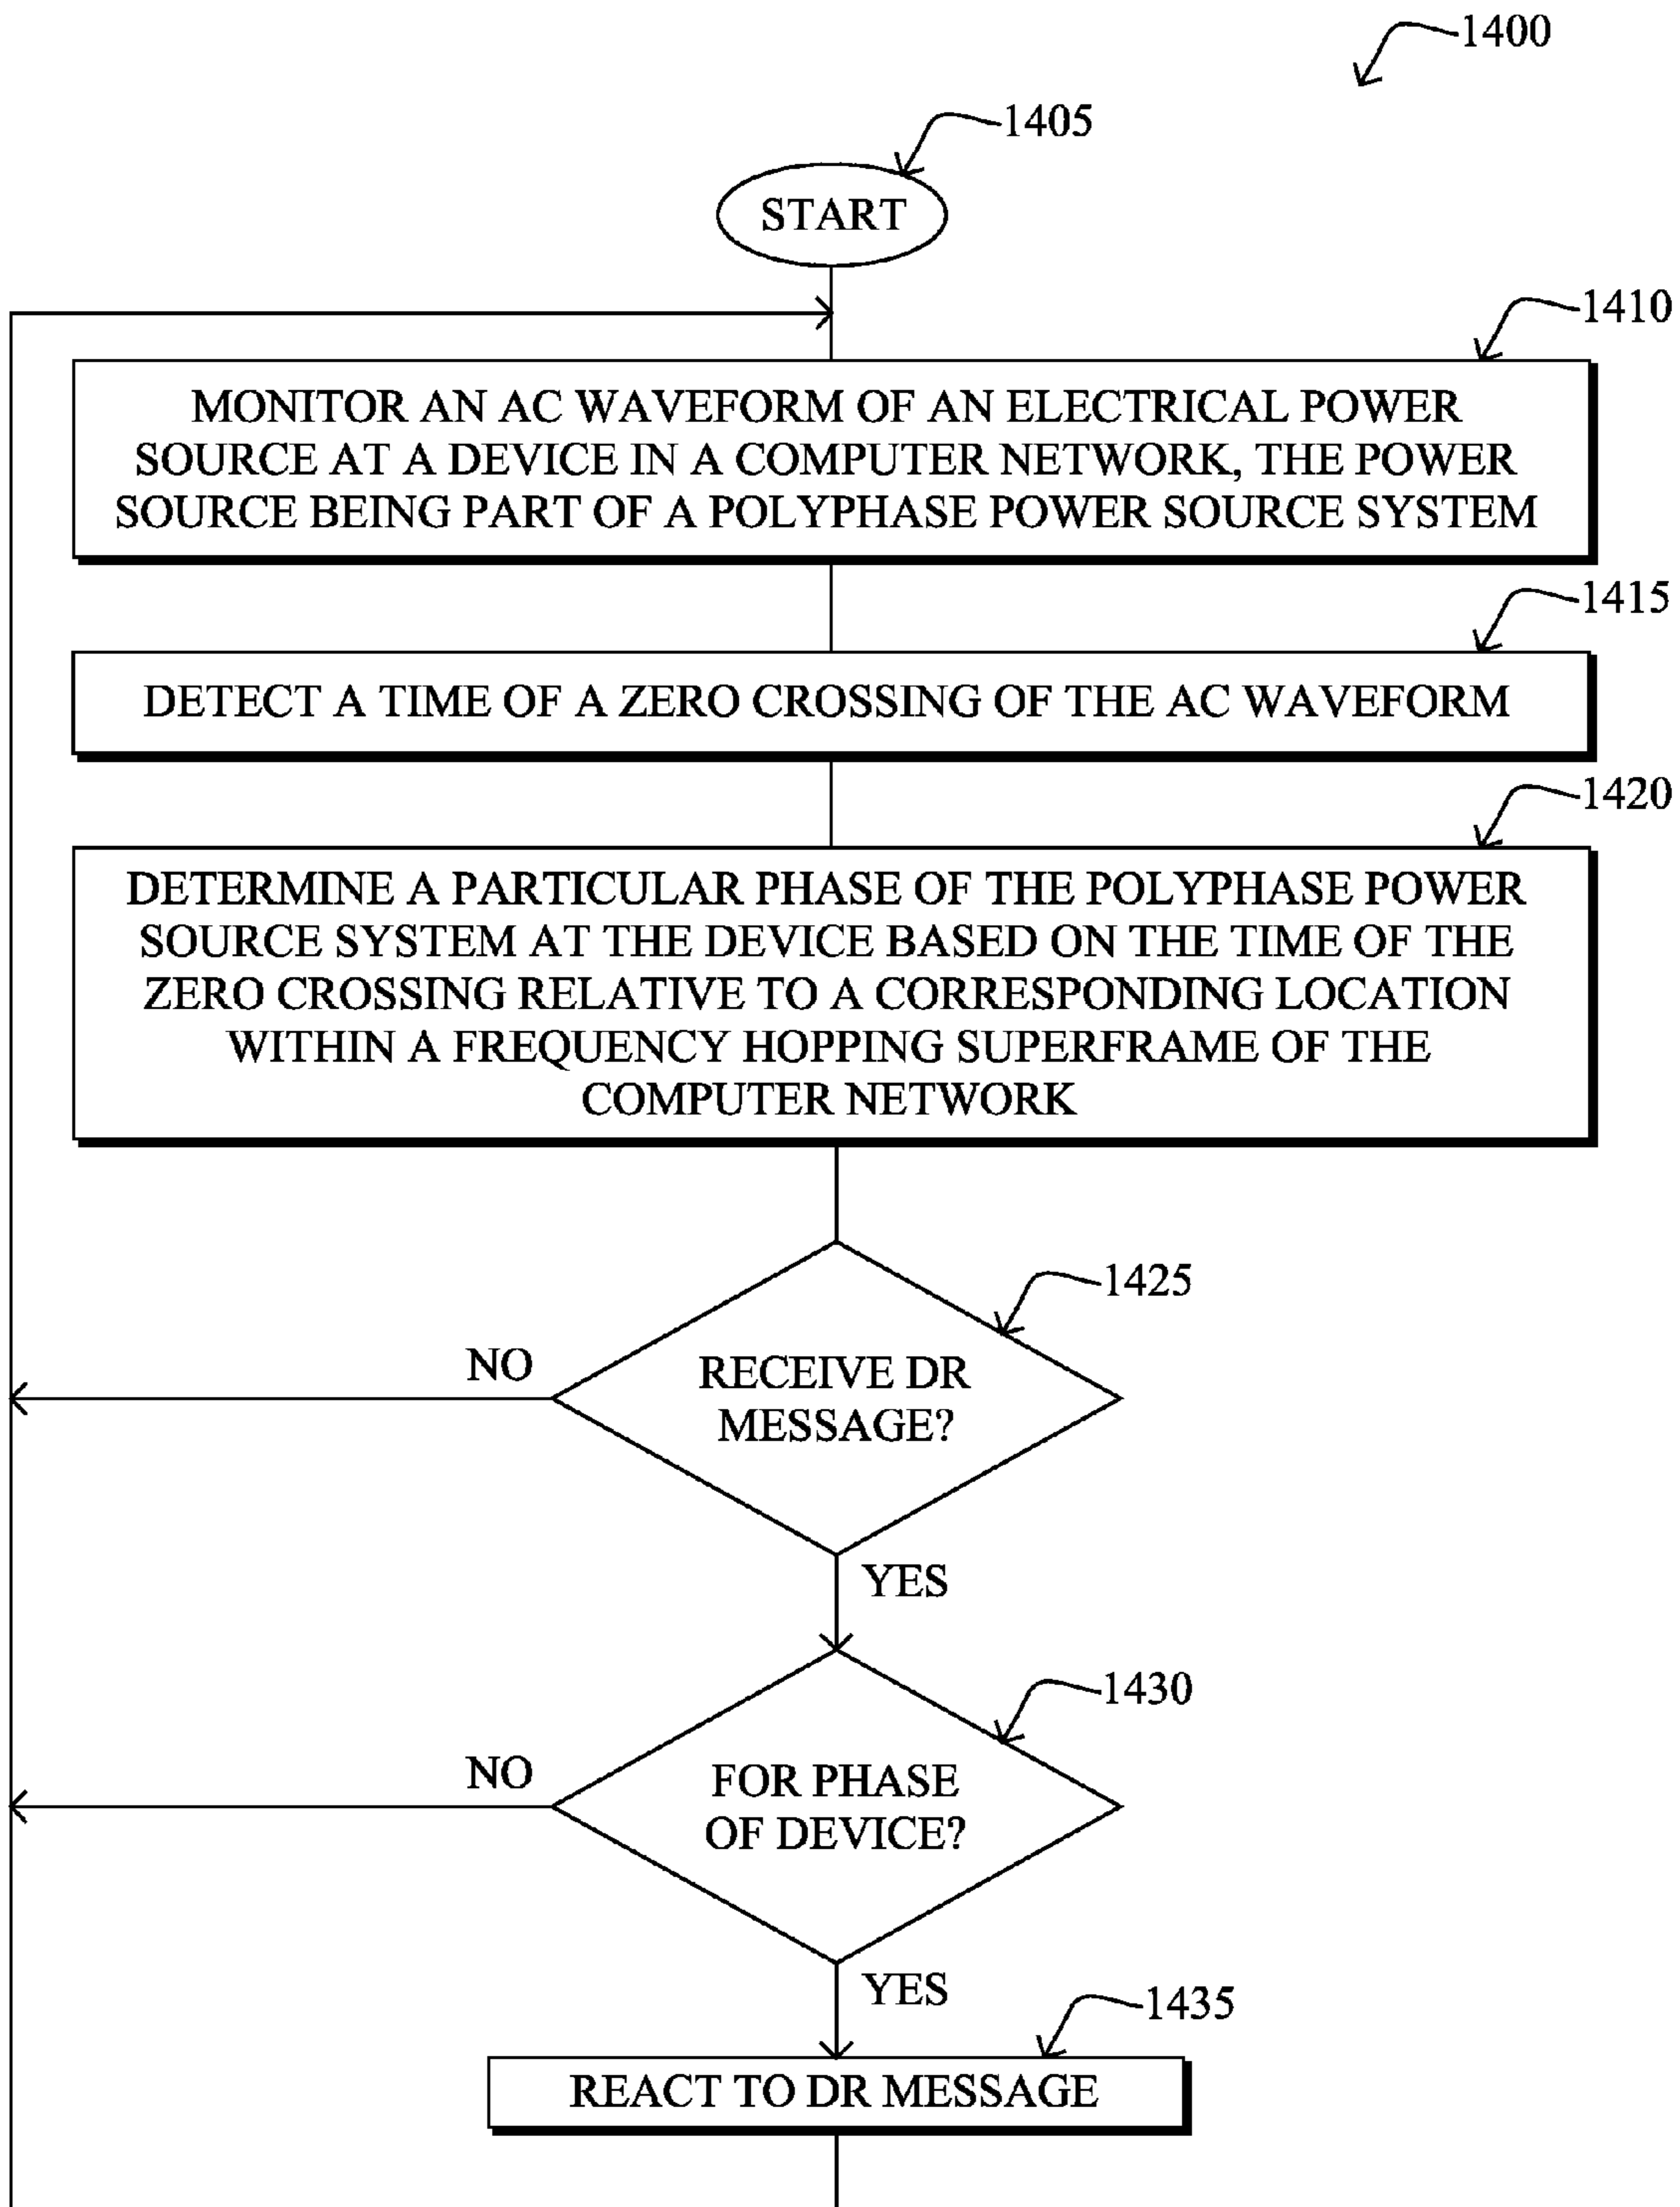 1400
1405
START
1410
MONITOR AN AC WAVEFORM OF AN ELECTRICAL POWER
SOURCE AT A DEVICE IN A COMPUTER NETWORK, THE POWER
SOURCE BEING PART OF A POLYPHASE POWER SOURCE SYSTEM
1415
DETECT A TIME OF A ZERO CROSSING OF THE AC WAVEFORM
1420
DETERMINE A PARTICULAR PHASE OF THE POLYPHASE POWER
SOURCE SYSTEM AT THE DEVICE BASED ON THE TIME OF THE
ZERO CROSSING RELATIVE TO A CORRESPONDING LOCATION
WITHIN A FREQUENCY HOPPING SUPERFRAME OF THE
COMPUTER NETWORK
1425
NO
RECEIVE DR
MESSAGE?
YES
1430
NO
FOR PHASE
OF DEVICE?
YES
1435
REACT TO DR MESSAGE